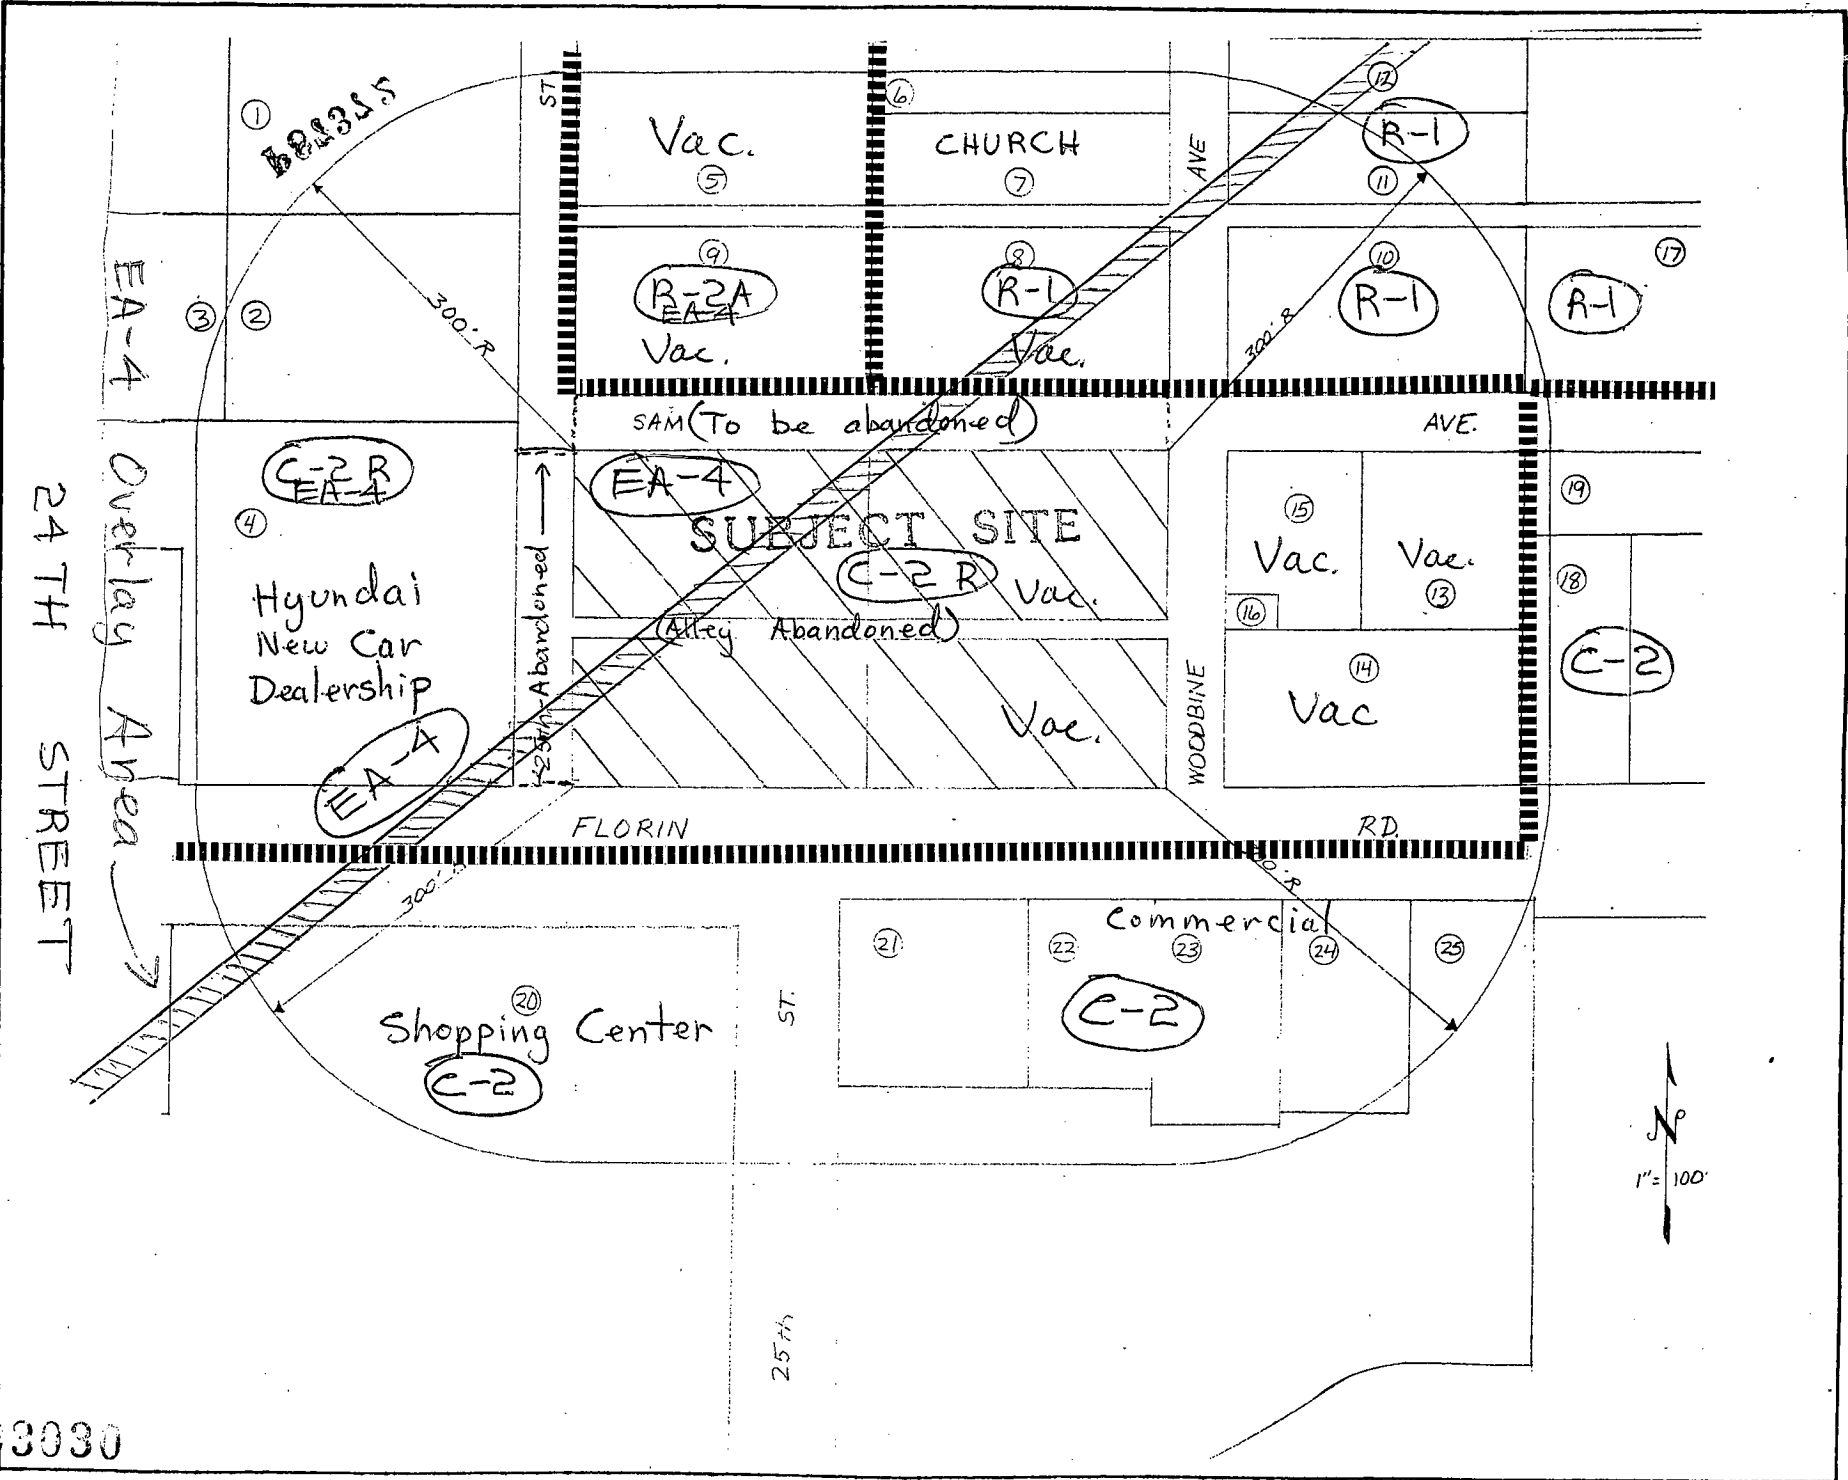 ST
1
5
Vac.
6
CHURCH
7
AVE
12
R-1
11
300' R
3
2
9
R-2A
EA-4
Vac.
8
R-1
Vac.
300' R
10
R-1
17
R-1
SAM (To be abandoned)
AVE.
EA-4 Overlay Area
24TH STREET
C-2 R
EA-4
4
Hyundai
New Car
Dealership
EA-4
25th Abandoned
EA-4
SUBJECT SITE
C-2 R
Vac.
(Alley Abandoned)
Vac.
WOODBINE
15
Vac.
Vac.
13
16
14
Vac
19
18
C-2
FLORIN
RD.
300'
0' R
Commercial
21
22
23
24
25
C-2
20
Shopping Center
C-2
ST.
25th
N
1"= 100'
3030